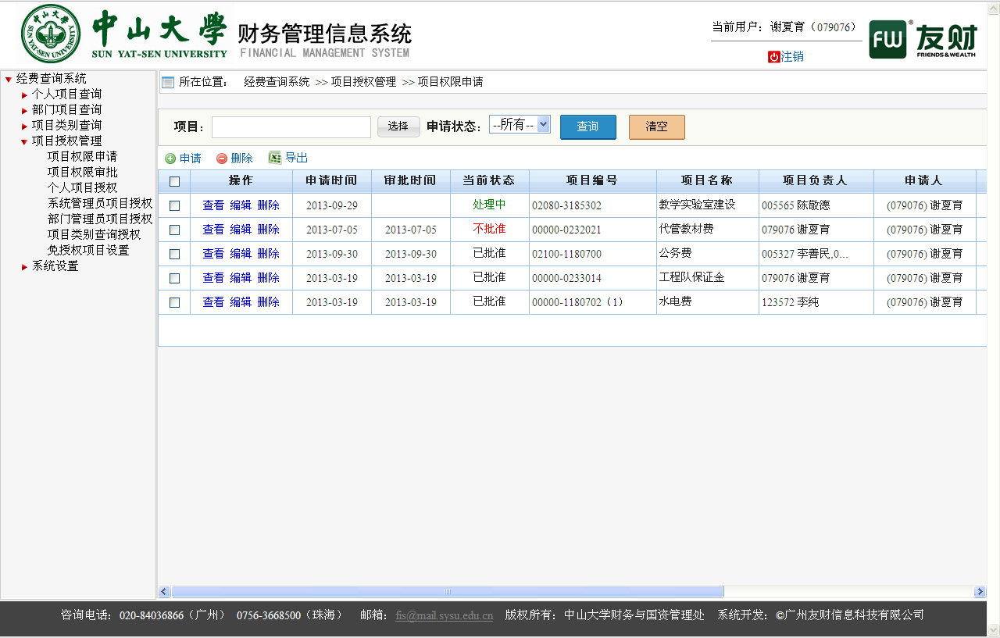 中山大学
SUN YAT-SEN UNIVERSITY
财务管理信息系统
FINANCIAL MANAGEMENT SYSTEM
当前用户：谢夏育（079076）
注销
FW® 友财
FRIENDS&WEALTH
经费查询系统
个人项目查询
部门项目查询
项目类别查询
项目授权管理
项目权限申请
项目权限审批
个人项目授权
系统管理员项目授权
部门管理员项目授权
项目类别查询授权
免授权项目设置
系统设置
所在位置： 经费查询系统 >> 项目授权管理 >> 项目权限申请
项目： 选择 申请状态： --所有-- 查询 清空
申请 删除 导出
操作 申请时间 审批时间 当前状态 项目编号 项目名称 项目负责人 申请人
查看 编辑 删除 2013-09-29 处理中 02080-3185302 教学实验室建设 005565 陈敬德 (079076) 谢夏育
查看 编辑 删除 2013-07-05 2013-07-05 不批准 00000-0232021 代管教材费 079076 谢夏育 (079076) 谢夏育
查看 编辑 删除 2013-09-30 2013-09-30 已批准 02100-1180700 公务费 005327 李善民,0... (079076) 谢夏育
查看 编辑 删除 2013-03-19 2013-03-19 已批准 00000-0233014 工程队保证金 079076 谢夏育 (079076) 谢夏育
查看 编辑 删除 2013-03-19 2013-03-19 已批准 00000-1180702（1） 水电费 123572 李纯 (079076) 谢夏育
咨询电话：020-84036866（广州） 0756-3668500（珠海） 邮箱：fis@mail.sysu.edu.cn 版权所有：中山大学财务与国资管理处 系统开发：©广州友财信息科技有限公司